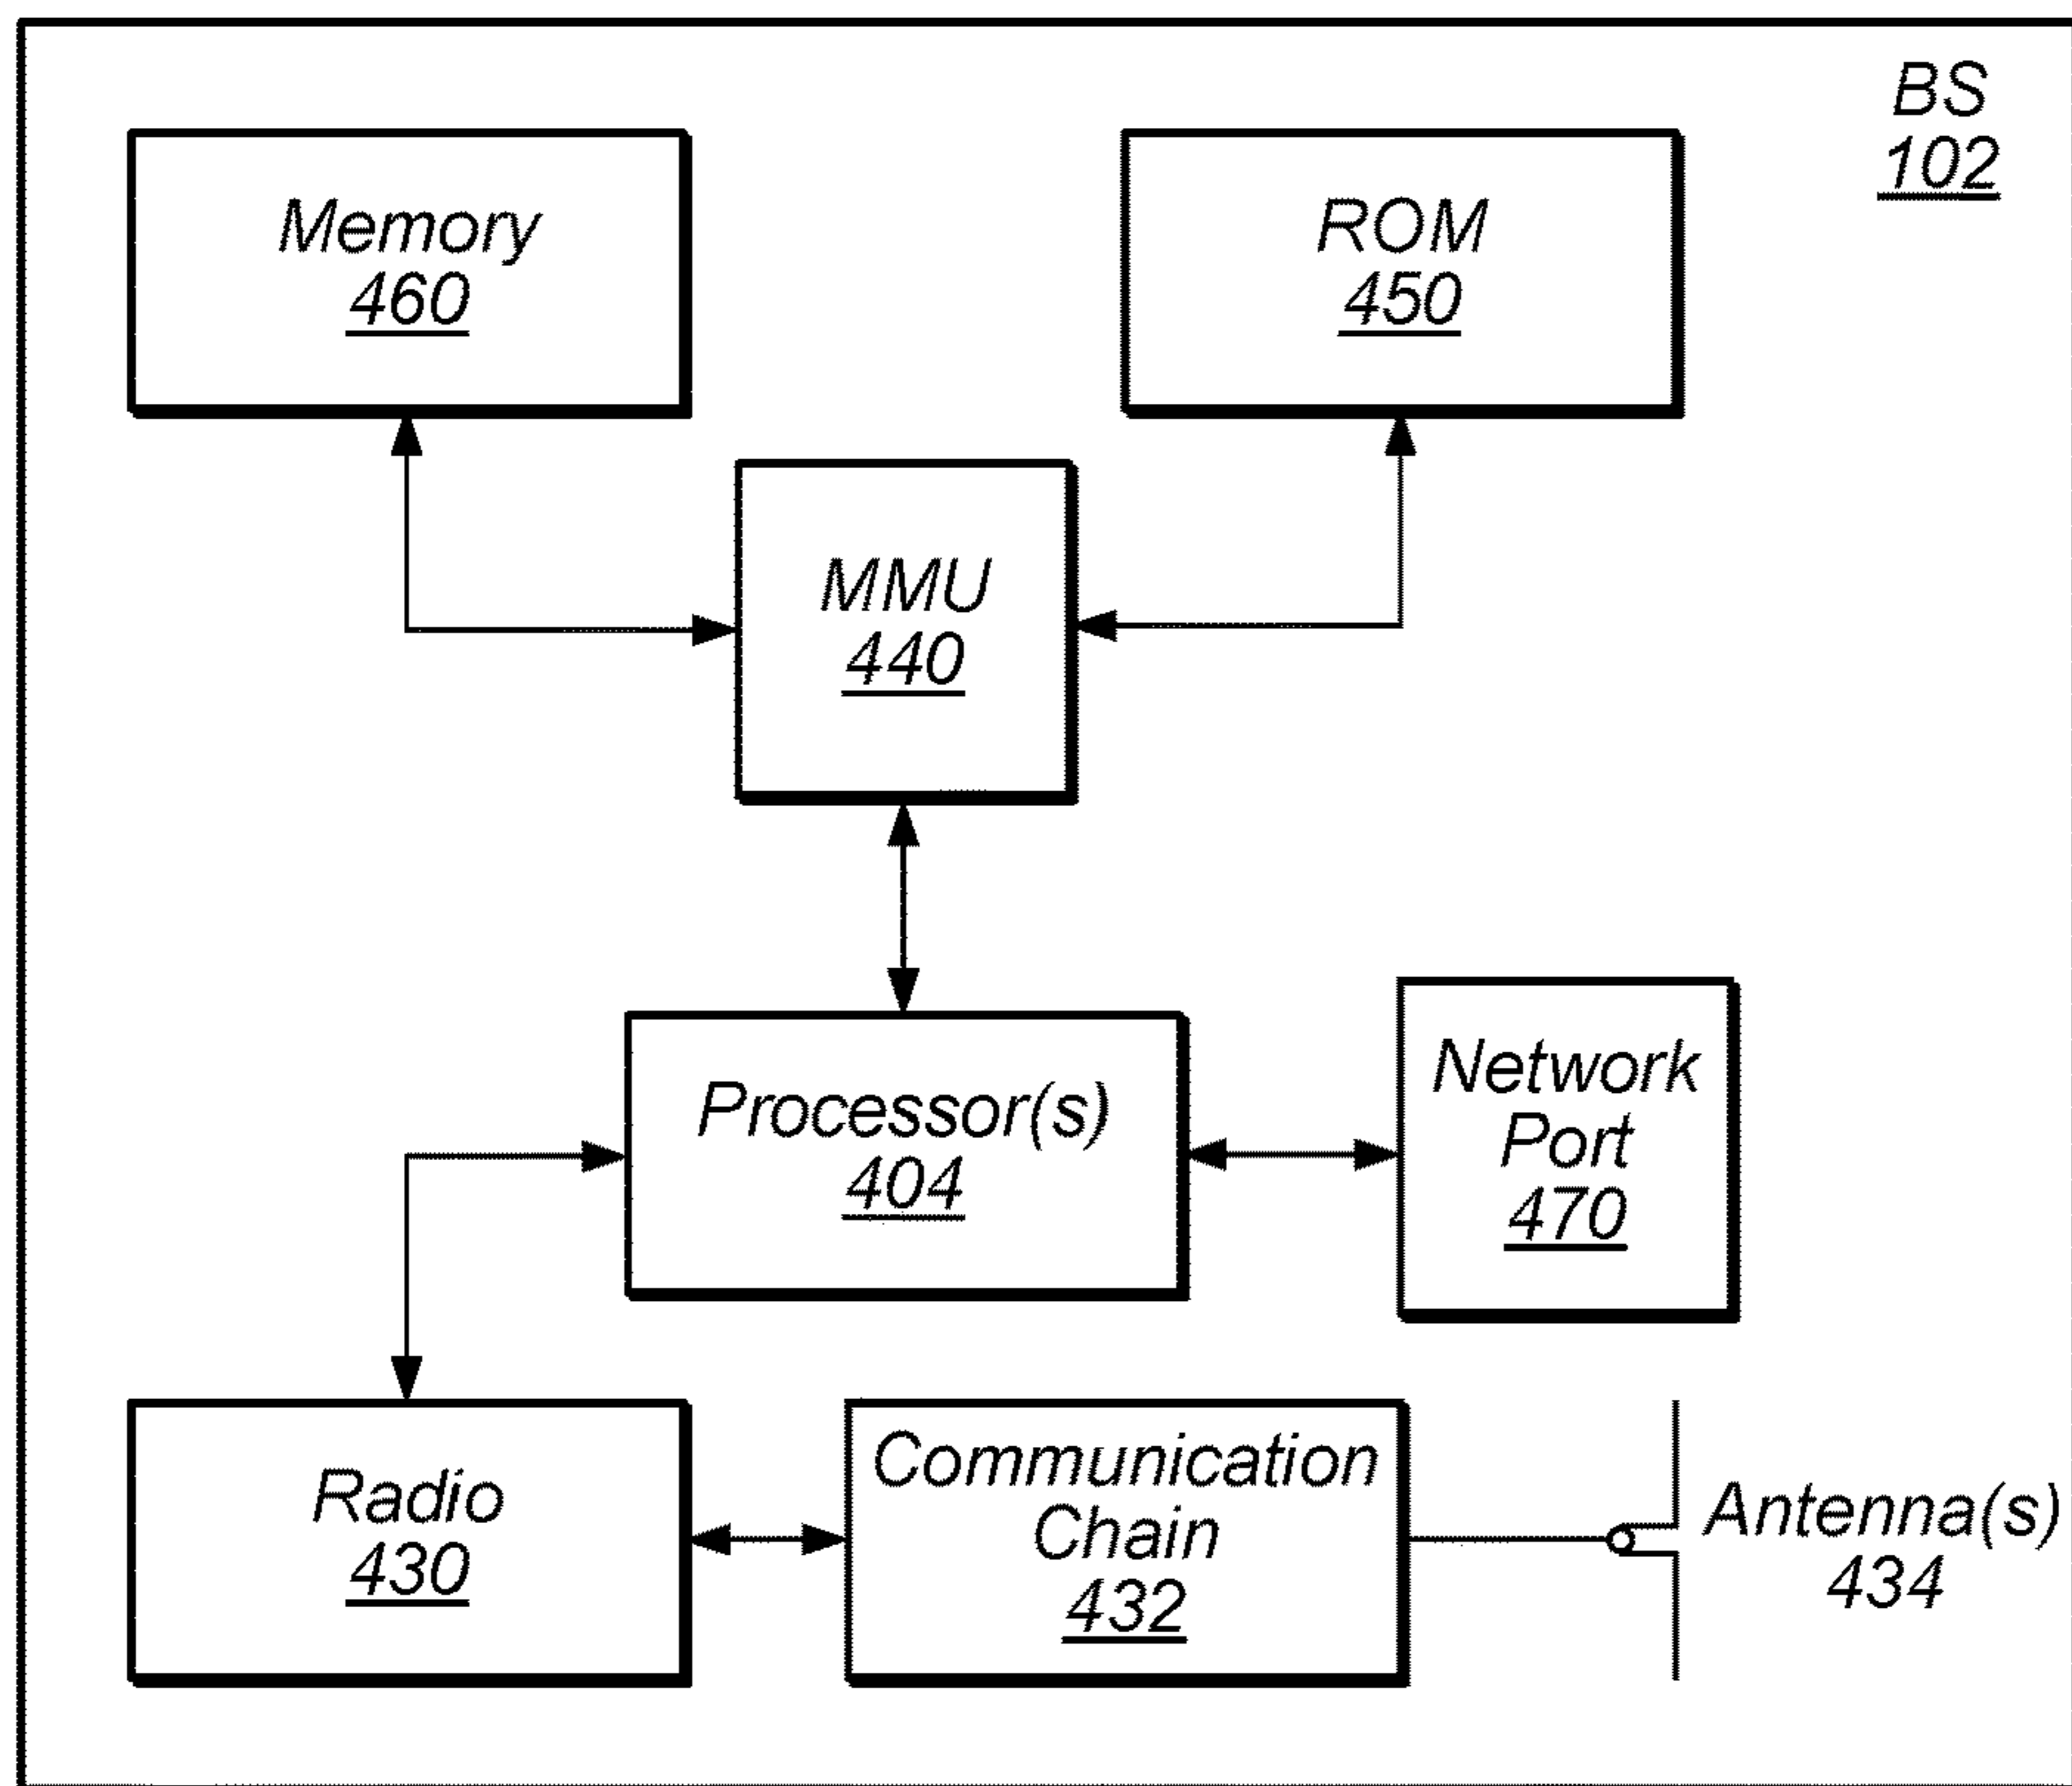 BS
102
Memory
460
ROM
450
MMU
440
Processor(s)
404
Network
Port
470
Radio
430
Communication
Chain
432
Antenna(s)
434